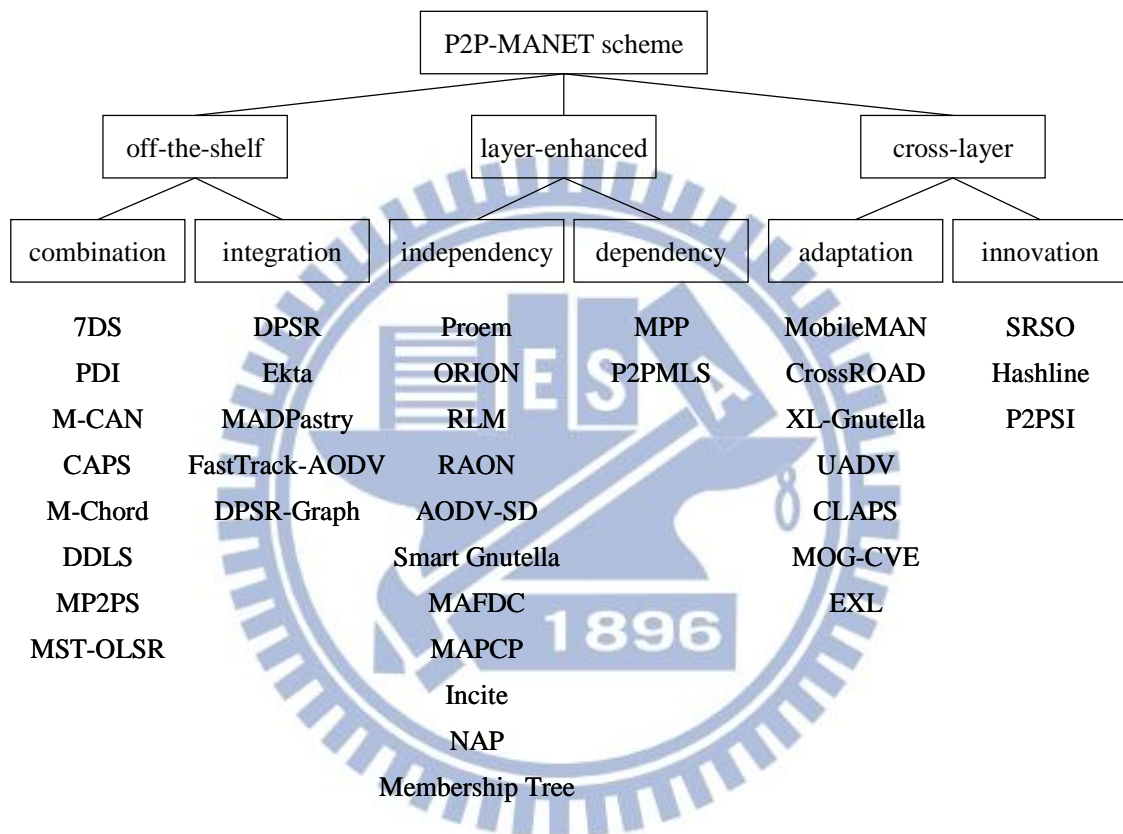 P2P-MANET scheme
off-the-shelf layer-enhanced cross-layer
combination integration independency dependency adaptation innovation
7DS DPSR Proem MPP MobileMAN SRSO
PDI Ekta ORION P2PMLS CrossROAD Hashline
M-CAN MADPastry RLM XL-Gnutella P2PSI
CAPS FastTrack-AODV RAON UADV
M-Chord DPSR-Graph AODV-SD CLAPS
DDLS Smart Gnutella MOG-CVE
MP2PS MAFDC EXL
MST-OLSR MAPCP
Incite
NAP
Membership Tree
ESA
1896